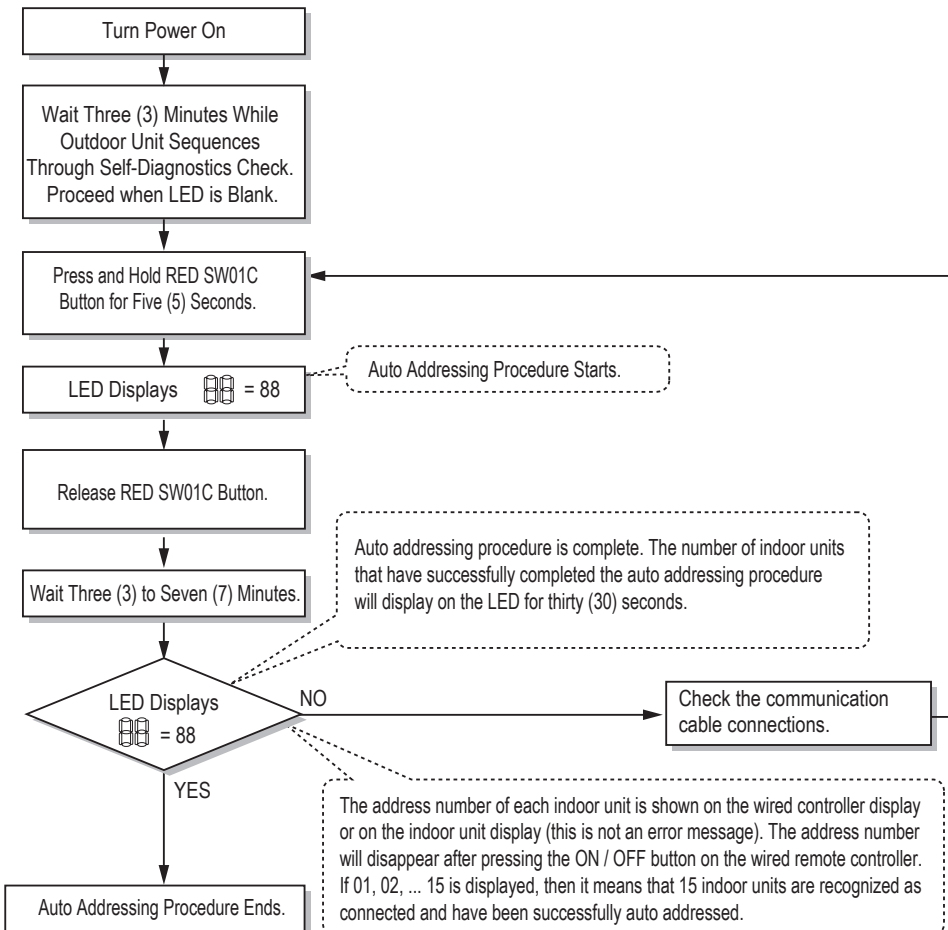 Turn Power On
Wait Three (3) Minutes While
Outdoor Unit Sequences
Through Self-Diagnostics Check.
Proceed when LED is Blank.
Press and Hold RED SW01C
Button for Five (5) Seconds.
LED Displays 88 = 88
Auto Addressing Procedure Starts.
Release RED SW01C Button.
Auto addressing procedure is complete. The number of indoor units
that have successfully completed the auto addressing procedure
will display on the LED for thirty (30) seconds.
Wait Three (3) to Seven (7) Minutes.
LED Displays
88 = 88
NO
Check the communication
cable connections.
YES
The address number of each indoor unit is shown on the wired controller display
or on the indoor unit display (this is not an error message). The address number
will disappear after pressing the ON / OFF button on the wired remote controller.
If 01, 02, ... 15 is displayed, then it means that 15 indoor units are recognized as
connected and have been successfully auto addressed.
Auto Addressing Procedure Ends.